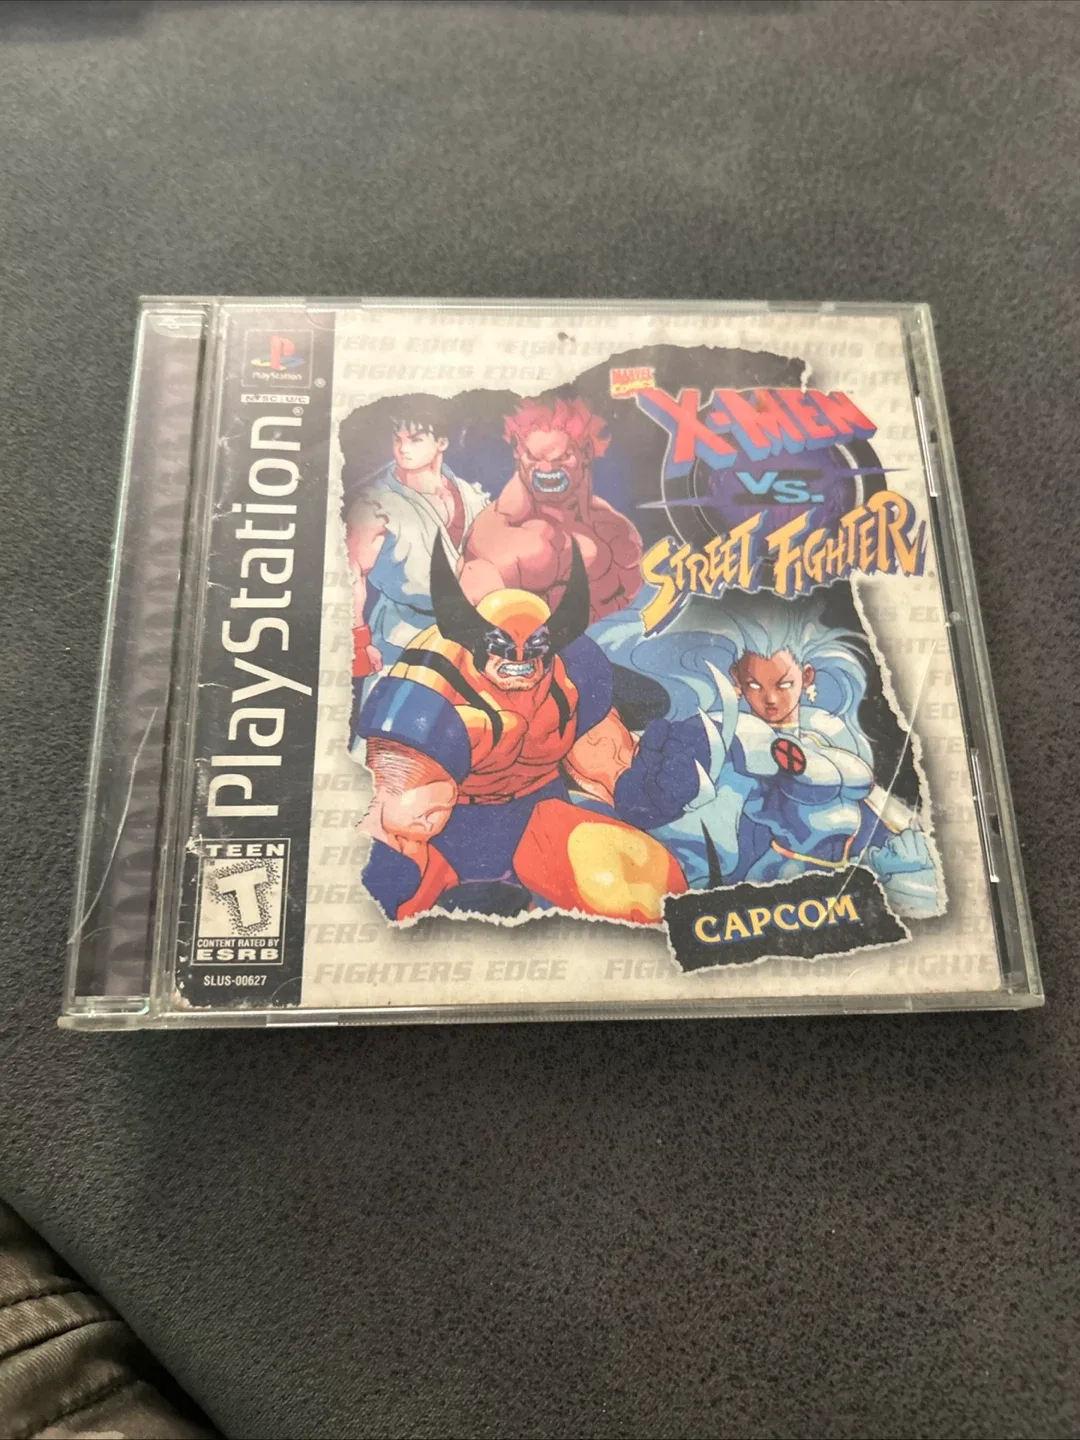 PlayStation ®
NTSC U/C
PlayStation®
TEEN
T
CONTENT RATED BY
ESRB
SLUS-00627
FIGHTERS EDGE
MARVEL
COMICS
X-MEN™
VS.
STREET FIGHTER®
CAPCOM
FIGHTERS EDGE